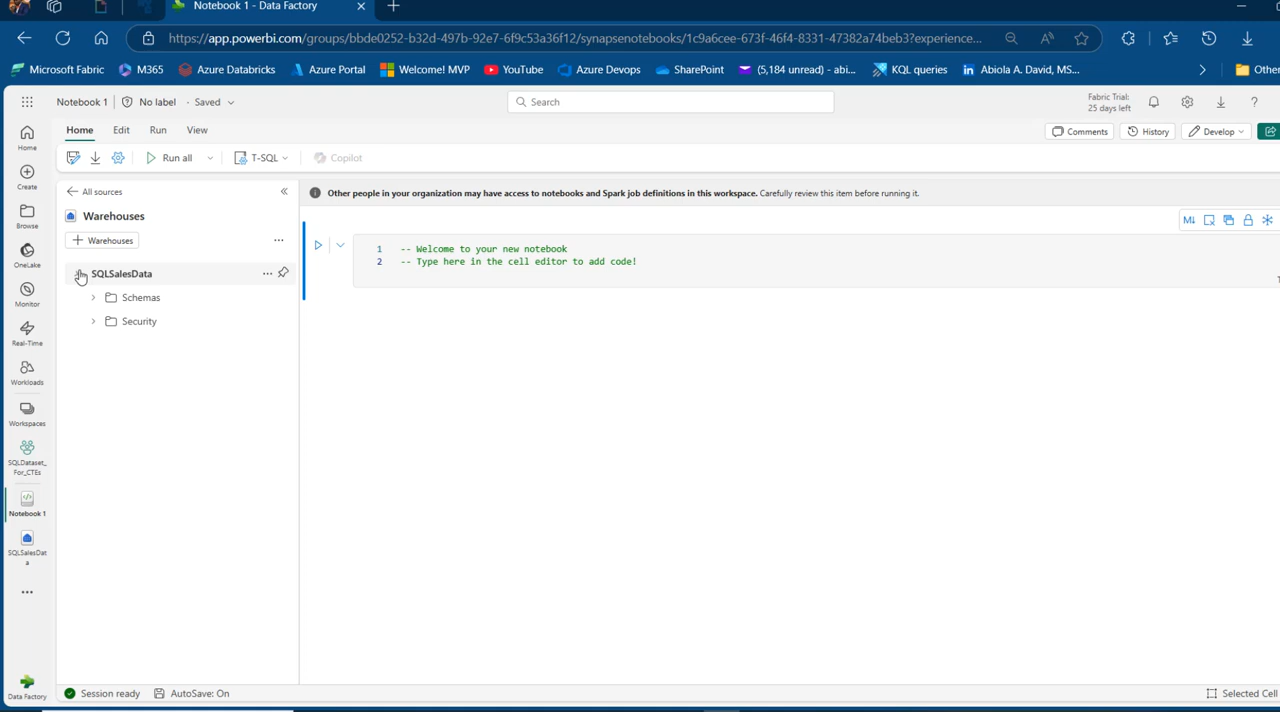 Notebook 1 - Data Factory
https://app.powerbi.com/groups/bbde0252-b32d-497b-92e7-6f9c53a36f12/synapsenotebooks/1c9a6cee-673f-46f4-8331-47382a74beb3?experience...
Microsoft Fabric M365 Azure Databricks Azure Portal Welcome! MVP YouTube Azure Devops SharePoint (5,184 unread) - abi... KQL queries Abiola A. David, MS... Other
Notebook 1 No label · Saved Search Fabric Trial:
25 days left
Home Edit Run View Comments History Develop
Run all T-SQL Copilot
All sources
Warehouses
Warehouses
SQLSalesData
Schemas
Security
Other people in your organization may have access to notebooks and Spark job definitions in this workspace. Carefully review this item before running it.
M↓
1 -- Welcome to your new notebook
2 -- Type here in the cell editor to add code!
Home
Create
Browse
OneLake
Monitor
Real-Time
Workloads
Workspaces
SQLDataset_
For_CTEs
Notebook 1
SQLSalesDat
a
Data Factory
Session ready AutoSave: On Selected Cell